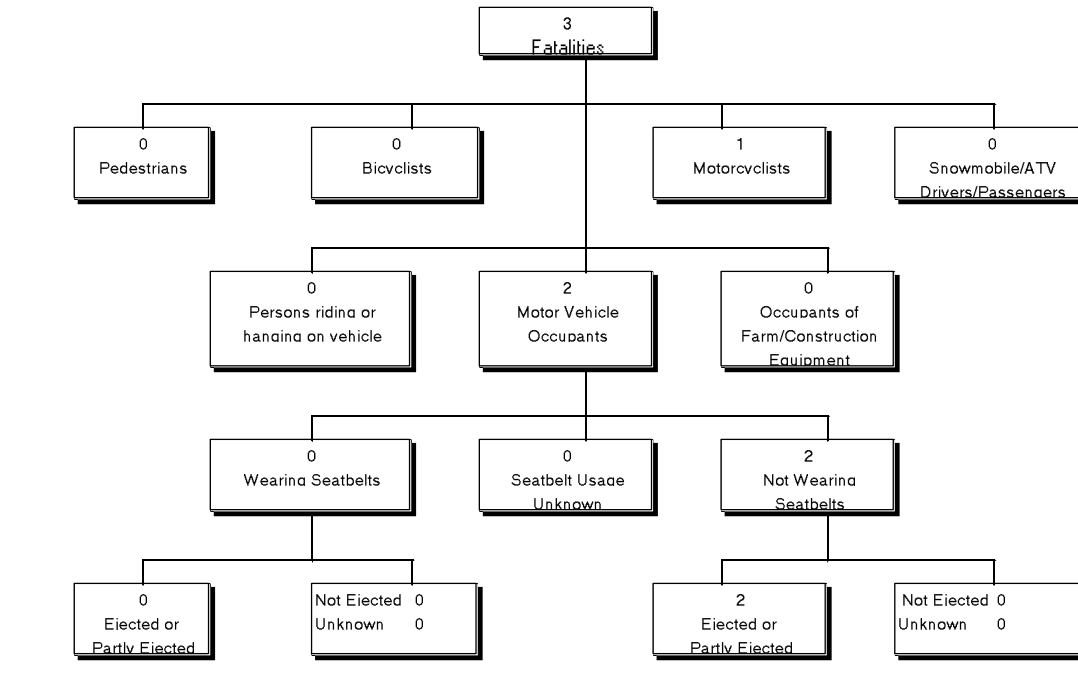 3
Fatalities
0
Pedestrians
0
Bicyclists
1
Motorcyclists
0
Snowmobile/ATV
Drivers/Passengers
0
Persons riding or
hanging on vehicle
2
Motor Vehicle
Occupants
0
Occupants of
Farm/Construction
Equipment
0
Wearing Seatbelts
0
Seatbelt Usage
Unknown
2
Not Wearing
Seatbelts
0
Ejected or
Partly Ejected
Not Ejected 0
Unknown 0
2
Ejected or
Partly Ejected
Not Ejected 0
Unknown 0